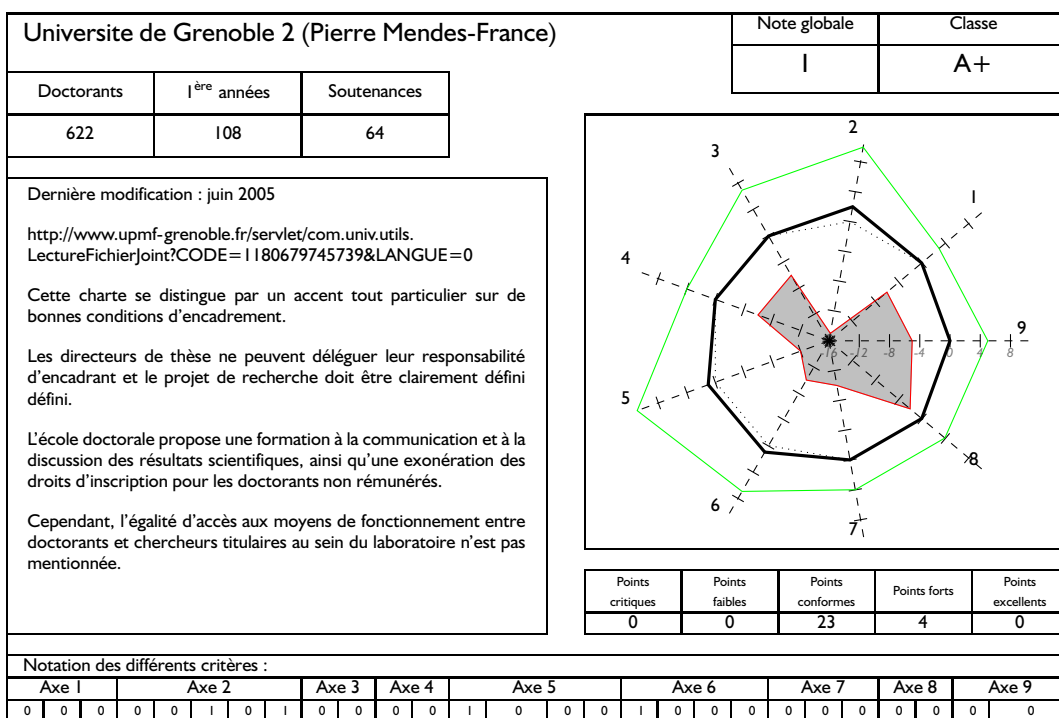 Universite de Grenoble 2 (Pierre Mendes-France)
Note globale Classe
1 A+
Doctorants 1ère années Soutenances
622 108 64
Dernière modification : juin 2005
http://www.upmf-grenoble.fr/servlet/com.univ.utils.
LectureFichierJoint?CODE=1180679745739&LANGUE=0
Cette charte se distingue par un accent tout particulier sur de
bonnes conditions d'encadrement.
Les directeurs de thèse ne peuvent déléguer leur responsabilité
d'encadrant et le projet de recherche doit être clairement défini
défini.
L'école doctorale propose une formation à la communication et à la
discussion des résultats scientifiques, ainsi qu'une exonération des
droits d'inscription pour les doctorants non rémunérés.
Cependant, l'égalité d'accès aux moyens de fonctionnement entre
doctorants et chercheurs titulaires au sein du laboratoire n'est pas
mentionnée.
2
3
1
4
9
-16 -12 -8 -4 0 4 8
5
8
6
7
Points critiques Points faibles Points conformes Points forts Points excellents
0 0 23 4 0
Notation des différents critères :
Axe 1 Axe 2 Axe 3 Axe 4 Axe 5 Axe 6 Axe 7 Axe 8 Axe 9
0 0 0 0 0 1 0 1 0 0 0 0 1 0 0 0 1 0 0 0 0 0 0 0 0 0 0